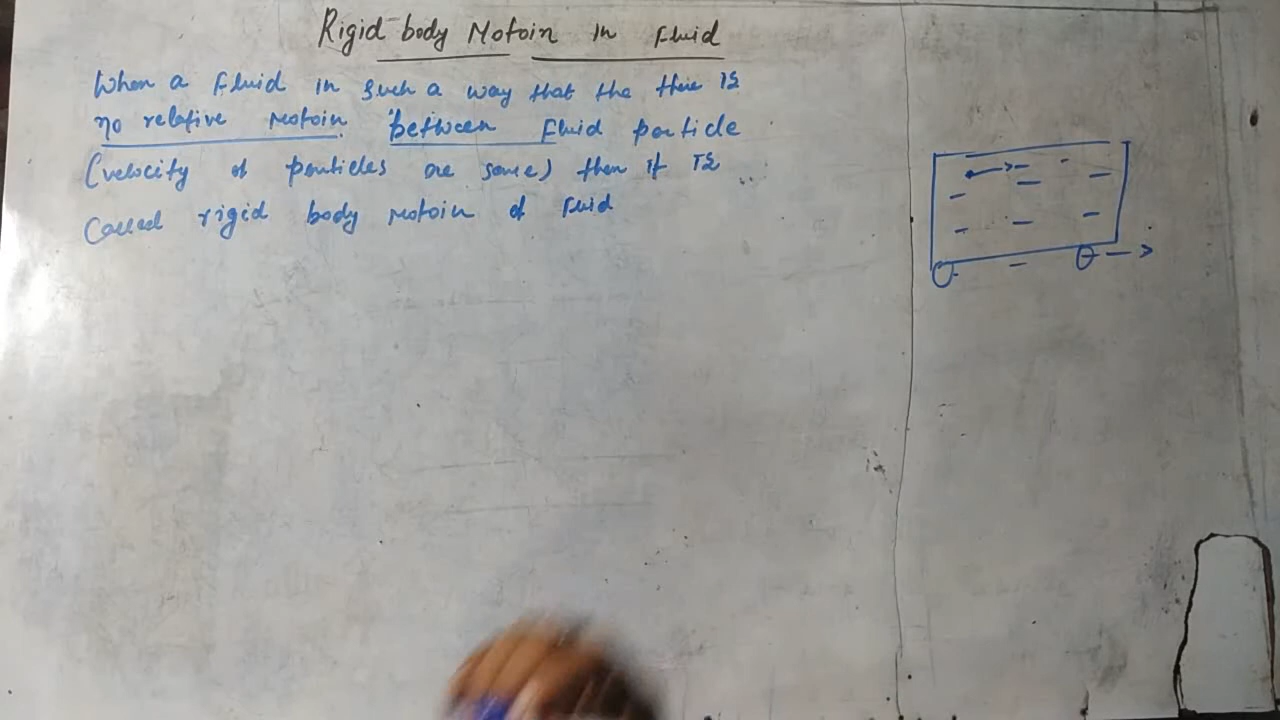 Rigid body Motoin in Fluid
When a fluid in such a way that the there is
no relative motoin between fluid particle
(velocity of particles are same) then it is
Called rigid body motoin of fluid